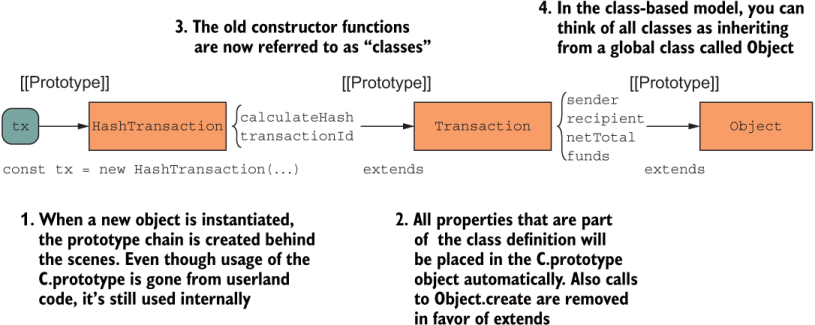 3. The old constructor functions
are now referred to as “classes”
4. In the class-based model, you can
think of all classes as inheriting
from a global class called Object
[[Prototype]]
[[Prototype]]
[[Prototype]]
tx
HashTransaction
calculateHash
transactionId
Transaction
sender
recipient
netTotal
funds
Object
const tx = new HashTransaction(...)
extends
extends
1. When a new object is instantiated,
the prototype chain is created behind
the scenes. Even though usage of the
C.prototype is gone from userland
code, it’s still used internally
2. All properties that are part
of the class definition will
be placed in the C.prototype
object automatically. Also calls
to Object.create are removed
in favor of extends